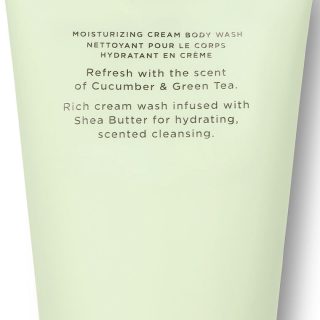 MOISTURIZING CREAM BODY WASH
NETTOYANT POUR LE CORPS
HYDRATANT EN CRÈME
Refresh with the scent
of Cucumber & Green Tea.
Rich cream wash infused with
Shea Butter for hydrating,
scented cleansing.